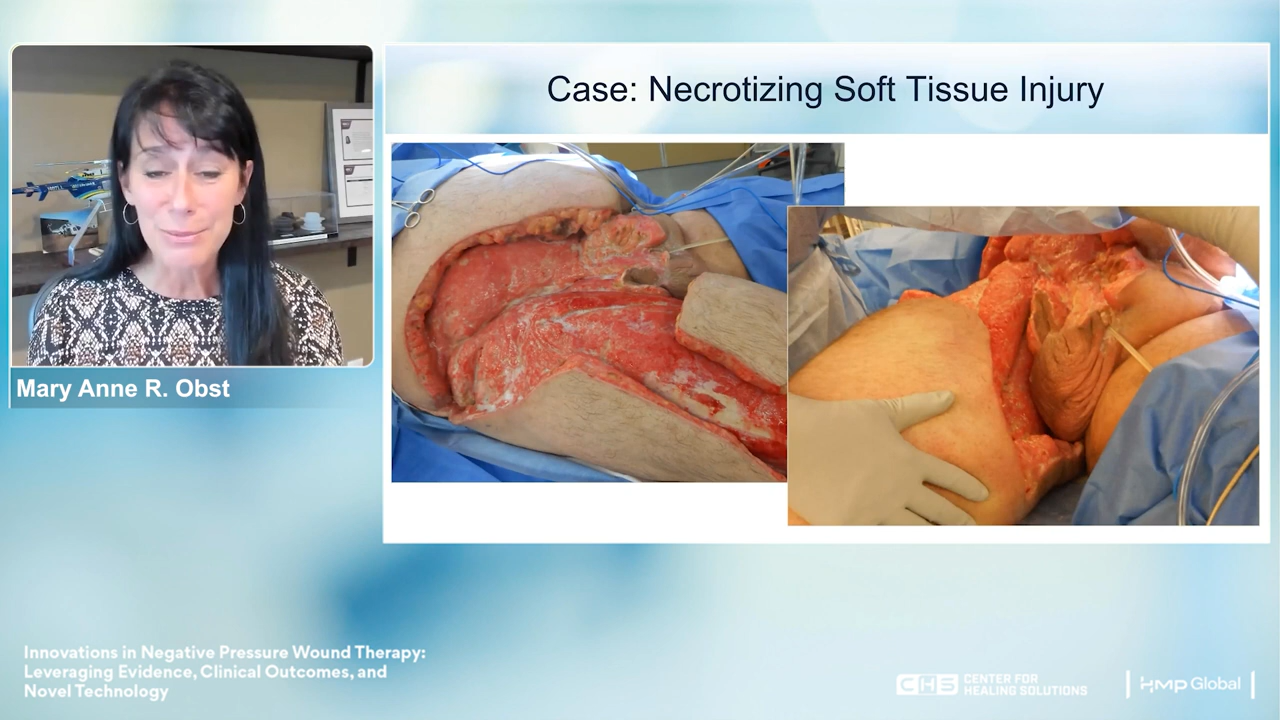 Case: Necrotizing Soft Tissue Injury
Mary Anne R. Obst
Innovations in Negative Pressure Wound Therapy:
Leveraging Evidence, Clinical Outcomes, and
Novel Technology
CHS CENTER FOR
HEALING SOLUTIONS
HMP Global